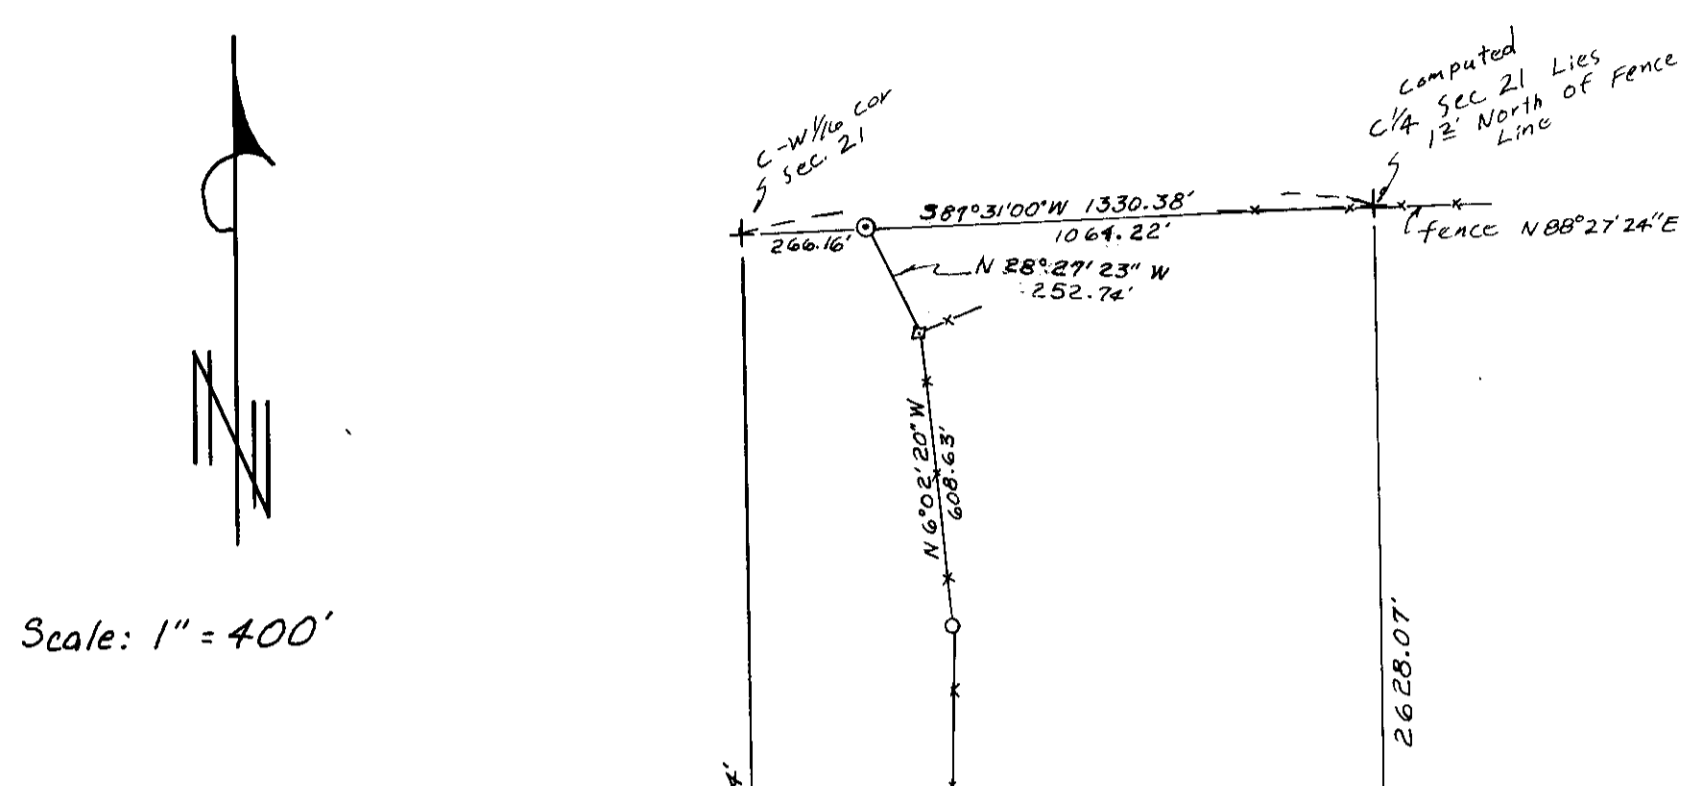 computed
C¼ Sec 21 Lies
12' North of Fence
Line
C-W 1/16 cor
sec. 21
S87°31'00"W 1330.38'
266.16'
1064.22'
fence N88°27'24"E
N 28°27'23" W
252.74'
N 6°02'20" W
608.63'
N
Scale: 1" = 400'
2628.07'
4'